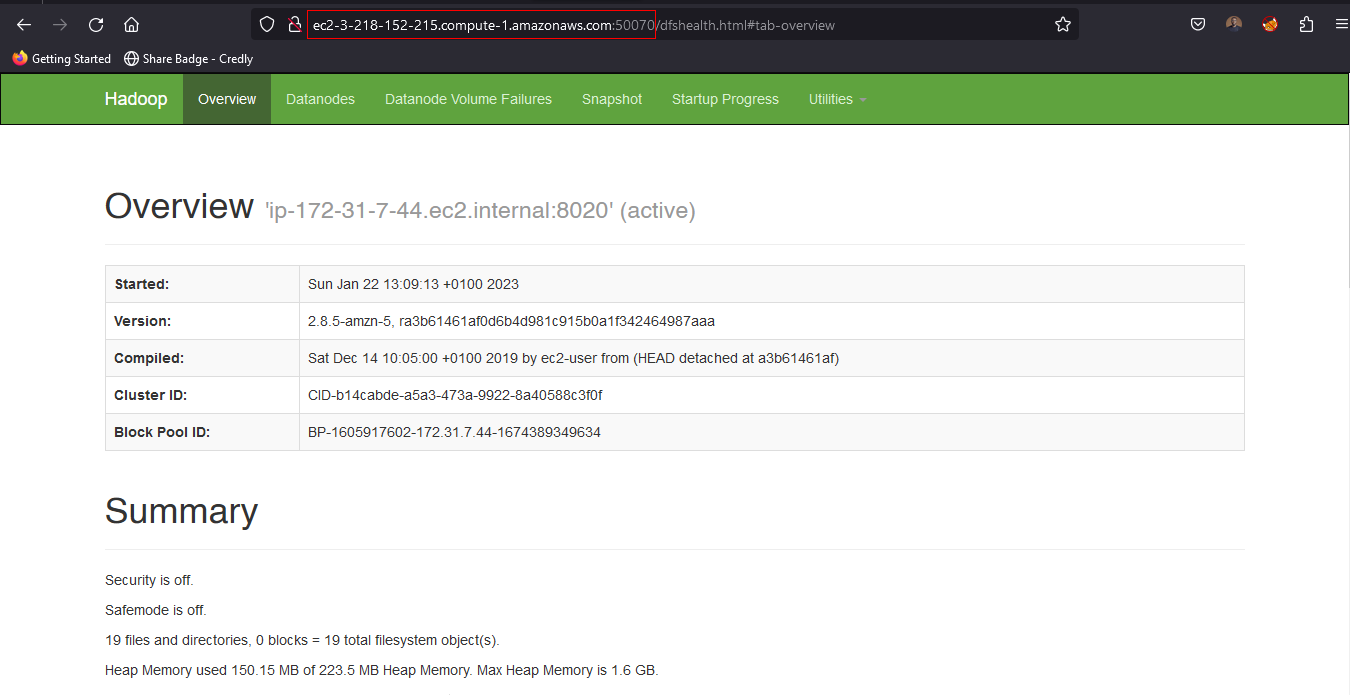 ec2-3-218-152-215.compute-1.amazonaws.com:50070/dfshealth.html#tab-overview
Getting Started Share Badge - Credly
Hadoop Overview Datanodes Datanode Volume Failures Snapshot Startup Progress Utilities
Overview 'ip-172-31-7-44.ec2.internal:8020' (active)
Started: Sun Jan 22 13:09:13 +0100 2023
Version: 2.8.5-amzn-5, ra3b61461af0d6b4d981c915b0a1f342464987aaa
Compiled: Sat Dec 14 10:05:00 +0100 2019 by ec2-user from (HEAD detached at a3b61461af)
Cluster ID: CID-b14cabde-a5a3-473a-9922-8a40588c3f0f
Block Pool ID: BP-1605917602-172.31.7.44-1674389349634
Summary
Security is off.
Safemode is off.
19 files and directories, 0 blocks = 19 total filesystem object(s).
Heap Memory used 150.15 MB of 223.5 MB Heap Memory. Max Heap Memory is 1.6 GB.